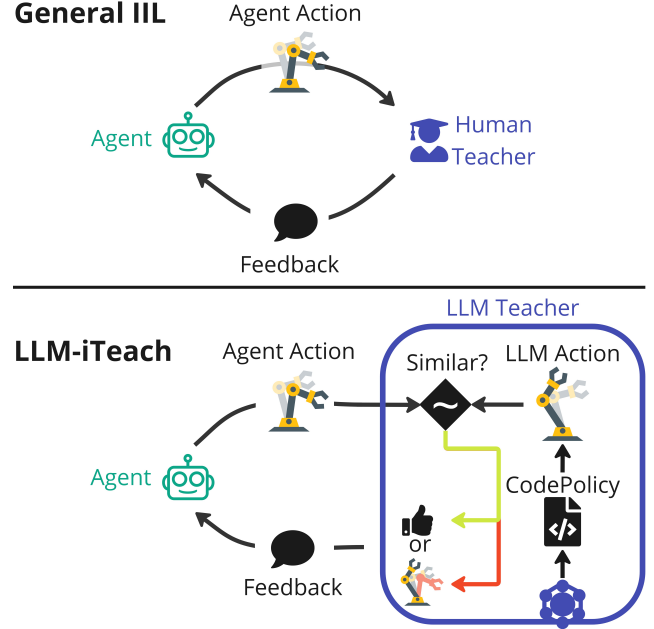 General IIL
Agent Action
Agent
Human
Teacher
Feedback
LLM Teacher
LLM-iTeach
Agent Action
Similar?
LLM Action
Agent
CodePolicy
</>
or
Feedback